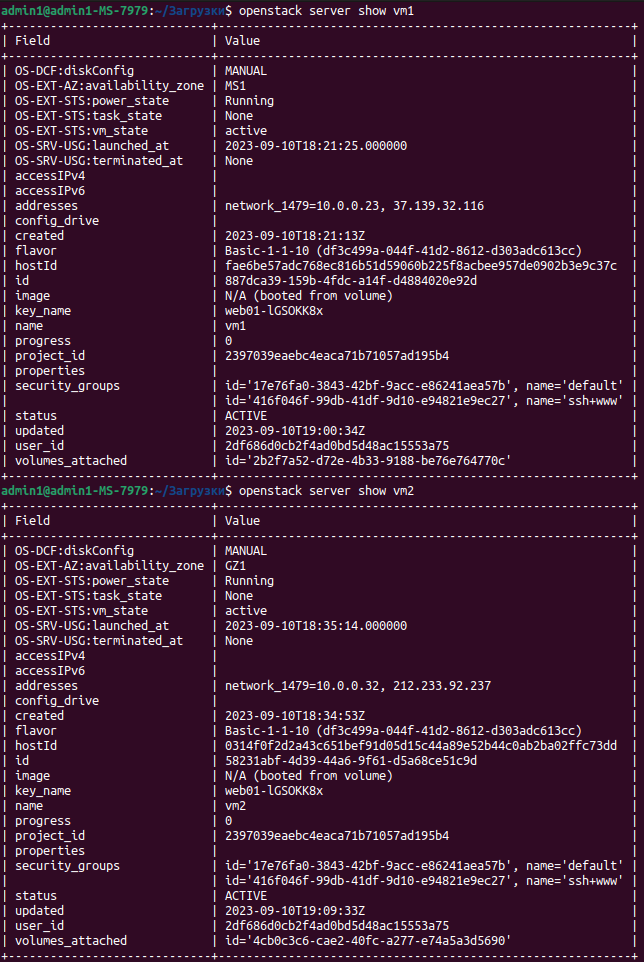 admin1@admin1-MS-7979:~/Загрузки$ openstack server show vm1
+-----------------------------+----------------------------------------------------------+
| Field                       | Value                                                    |
+-----------------------------+----------------------------------------------------------+
| OS-DCF:diskConfig           | MANUAL                                                   |
| OS-EXT-AZ:availability_zone | MS1                                                      |
| OS-EXT-STS:power_state      | Running                                                  |
| OS-EXT-STS:task_state       | None                                                     |
| OS-EXT-STS:vm_state         | active                                                   |
| OS-SRV-USG:launched_at      | 2023-09-10T18:21:25.000000                               |
| OS-SRV-USG:terminated_at    | None                                                     |
| accessIPv4                  |                                                          |
| accessIPv6                  |                                                          |
| addresses                   | network_1479=10.0.0.23, 37.139.32.116                    |
| config_drive                |                                                          |
| created                     | 2023-09-10T18:21:13Z                                     |
| flavor                      | Basic-1-1-10 (df3c499a-044f-41d2-8612-d303adc613cc)      |
| hostId                      | fae6be57adc768ec816b51d59060b225f8acbee957de0902b3e9c37c |
| id                          | 887dca39-159b-4fdc-a14f-d4884020e92d                     |
| image                       | N/A (booted from volume)                                 |
| key_name                    | web01-lGSOKK8x                                           |
| name                        | vm1                                                      |
| progress                    | 0                                                        |
| project_id                  | 2397039eaebc4eaca71b71057ad195b4                         |
| properties                  |                                                          |
| security_groups             | id='17e76fa0-3843-42bf-9acc-e86241aea57b', name='default' |
|                             | id='416f046f-99db-41df-9d10-e94821e9ec27', name='ssh+www' |
| status                      | ACTIVE                                                   |
| updated                     | 2023-09-10T19:00:34Z                                     |
| user_id                     | 2df686d0cb2f4ad0bd5d48ac15553a75                         |
| volumes_attached            | id='2b2f7a52-d72e-4b33-9188-be76e764770c'                |
+-----------------------------+----------------------------------------------------------+
admin1@admin1-MS-7979:~/Загрузки$ openstack server show vm2
+-----------------------------+----------------------------------------------------------+
| Field                       | Value                                                    |
+-----------------------------+----------------------------------------------------------+
| OS-DCF:diskConfig           | MANUAL                                                   |
| OS-EXT-AZ:availability_zone | GZ1                                                      |
| OS-EXT-STS:power_state      | Running                                                  |
| OS-EXT-STS:task_state       | None                                                     |
| OS-EXT-STS:vm_state         | active                                                   |
| OS-SRV-USG:launched_at      | 2023-09-10T18:35:14.000000                               |
| OS-SRV-USG:terminated_at    | None                                                     |
| accessIPv4                  |                                                          |
| accessIPv6                  |                                                          |
| addresses                   | network_1479=10.0.0.32, 212.233.92.237                   |
| config_drive                |                                                          |
| created                     | 2023-09-10T18:34:53Z                                     |
| flavor                      | Basic-1-1-10 (df3c499a-044f-41d2-8612-d303adc613cc)      |
| hostId                      | 0314f0f2d2a43c651bef91d05d15c44a89e52b44c0ab2ba02ffc73dd |
| id                          | 58231abf-4d39-44a6-9f61-d5a68ce51c9d                     |
| image                       | N/A (booted from volume)                                 |
| key_name                    | web01-lGSOKK8x                                           |
| name                        | vm2                                                      |
| progress                    | 0                                                        |
| project_id                  | 2397039eaebc4eaca71b71057ad195b4                         |
| properties                  |                                                          |
| security_groups             | id='17e76fa0-3843-42bf-9acc-e86241aea57b', name='default' |
|                             | id='416f046f-99db-41df-9d10-e94821e9ec27', name='ssh+www' |
| status                      | ACTIVE                                                   |
| updated                     | 2023-09-10T19:09:33Z                                     |
| user_id                     | 2df686d0cb2f4ad0bd5d48ac15553a75                         |
| volumes_attached            | id='4cb0c3c6-cae2-40fc-a277-e74a5a3d5690'                |
+-----------------------------+----------------------------------------------------------+